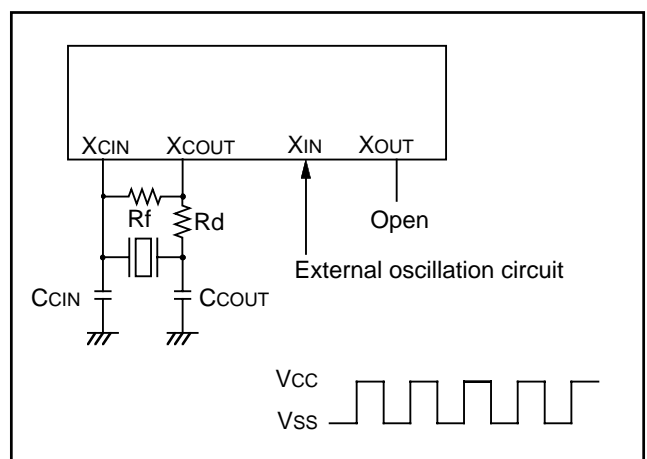 XCIN XCOUT XIN XOUT
Rf Rd Open
External oscillation circuit
CCIN CCOUT
VCC
VSS